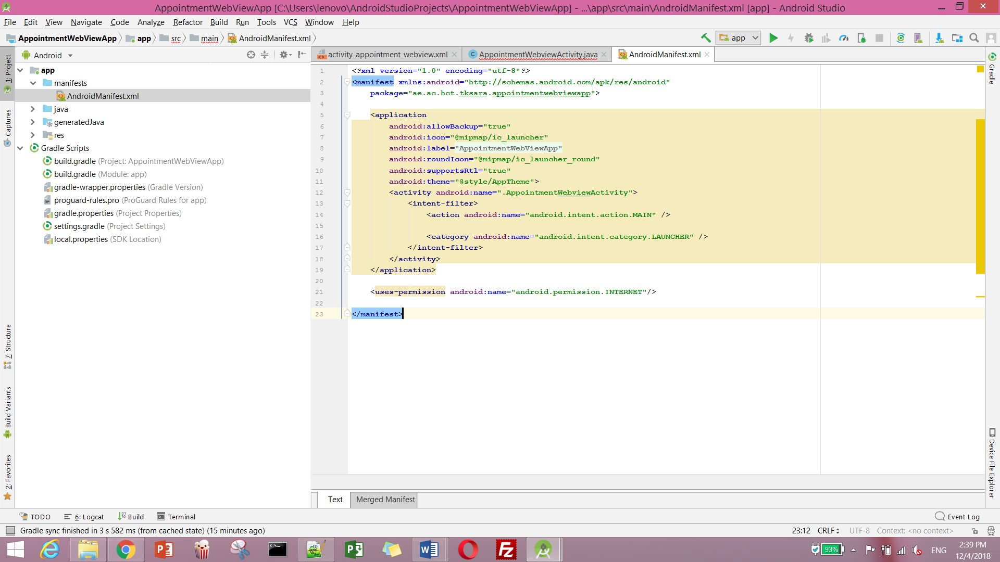 AppointmentWebViewApp [C:\Users\lenovo\AndroidStudioProjects\AppointmentWebViewApp] - ...\app\src\main\AndroidManifest.xml [app] - Android Studio
File Edit View Navigate Code Analyze Refactor Build Run Tools VCS Window Help
AppointmentWebViewApp app src main AndroidManifest.xml app
Android
activity_appointment_webview.xml AppointmentWebviewActivity.java AndroidManifest.xml
1: Project
Captures
7: Structure
Build Variants
2: Favorites
app
manifests
AndroidManifest.xml
java
generatedJava
res
Gradle Scripts
build.gradle (Project: AppointmentWebViewApp)
build.gradle (Module: app)
gradle-wrapper.properties (Gradle Version)
proguard-rules.pro (ProGuard Rules for app)
gradle.properties (Project Properties)
settings.gradle (Project Settings)
local.properties (SDK Location)
1 <?xml version="1.0" encoding="utf-8"?>
2 <manifest xmlns:android="http://schemas.android.com/apk/res/android"
3 package="ae.ac.hct.tksara.appointmentwebviewapp">
4
5 <application
6 android:allowBackup="true"
7 android:icon="@mipmap/ic_launcher"
8 android:label="AppointmentWebViewApp"
9 android:roundIcon="@mipmap/ic_launcher_round"
10 android:supportsRtl="true"
11 android:theme="@style/AppTheme">
12 <activity android:name=".AppointmentWebviewActivity">
13 <intent-filter>
14 <action android:name="android.intent.action.MAIN" />
15
16 <category android:name="android.intent.category.LAUNCHER" />
17 </intent-filter>
18 </activity>
19 </application>
20
21 <uses-permission android:name="android.permission.INTERNET"/>
22
23 </manifest>
Gradle
Device File Explorer
Text Merged Manifest
TODO 6: Logcat Build Terminal Event Log
Gradle sync finished in 3 s 582 ms (from cached state) (15 minutes ago) 23:12 CRLF UTF-8 Context: <no context>
93% ENG 2:39 PM
12/4/2018